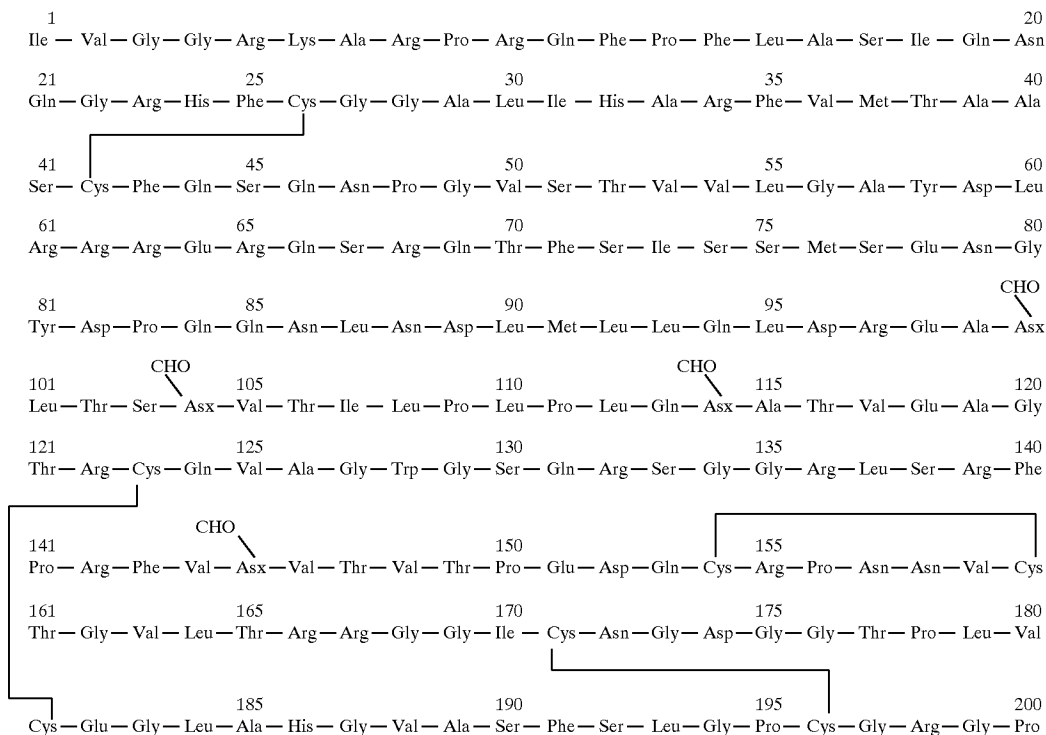 1 20
Ile — Val — Gly — Gly — Arg — Lys — Ala — Arg — Pro — Arg — Gln — Phe — Pro — Phe — Leu — Ala — Ser — Ile — Gln — Asn
21 25 30 35 40
Gln — Gly — Arg — His — Phe — Cys — Gly — Gly — Ala — Leu — Ile — His — Ala — Arg — Phe — Val — Met — Thr — Ala — Ala
41 45 50 55 60
Ser — Cys — Phe — Gln — Ser — Gln — Asn — Pro — Gly — Val — Ser — Thr — Val — Val — Leu — Gly — Ala — Tyr — Asp — Leu
61 65 70 75 80
Arg — Arg — Arg — Glu — Arg — Gln — Ser — Arg — Gln — Thr — Phe — Ser — Ile — Ser — Ser — Met — Ser — Glu — Asn — Gly
CHO
81 85 90 95
Tyr — Asp — Pro — Gln — Gln — Asn — Leu — Asn — Asp — Leu — Met — Leu — Leu — Gln — Leu — Asp — Arg — Glu — Ala — Asx
CHO CHO
101 105 110 115 120
Leu — Thr — Ser — Asx — Val — Thr — Ile — Leu — Pro — Leu — Pro — Leu — Gln — Asx — Ala — Thr — Val — Glu — Ala — Gly
121 125 130 135 140
Thr — Arg — Cys — Gln — Val — Ala — Gly — Trp — Gly — Ser — Gln — Arg — Ser — Gly — Gly — Arg — Leu — Ser — Arg — Phe
CHO
141 150 155
Pro — Arg — Phe — Val — Asx — Val — Thr — Val — Thr — Pro — Glu — Asp — Gln — Cys — Arg — Pro — Asn — Asn — Val — Cys
161 165 170 175 180
Thr — Gly — Val — Leu — Thr — Arg — Arg — Gly — Gly — Ile — Cys — Asn — Gly — Asp — Gly — Gly — Thr — Pro — Leu — Val
185 190 195 200
Cys — Glu — Gly — Leu — Ala — His — Gly — Val — Ala — Ser — Phe — Ser — Leu — Gly — Pro — Cys — Gly — Arg — Gly — Pro